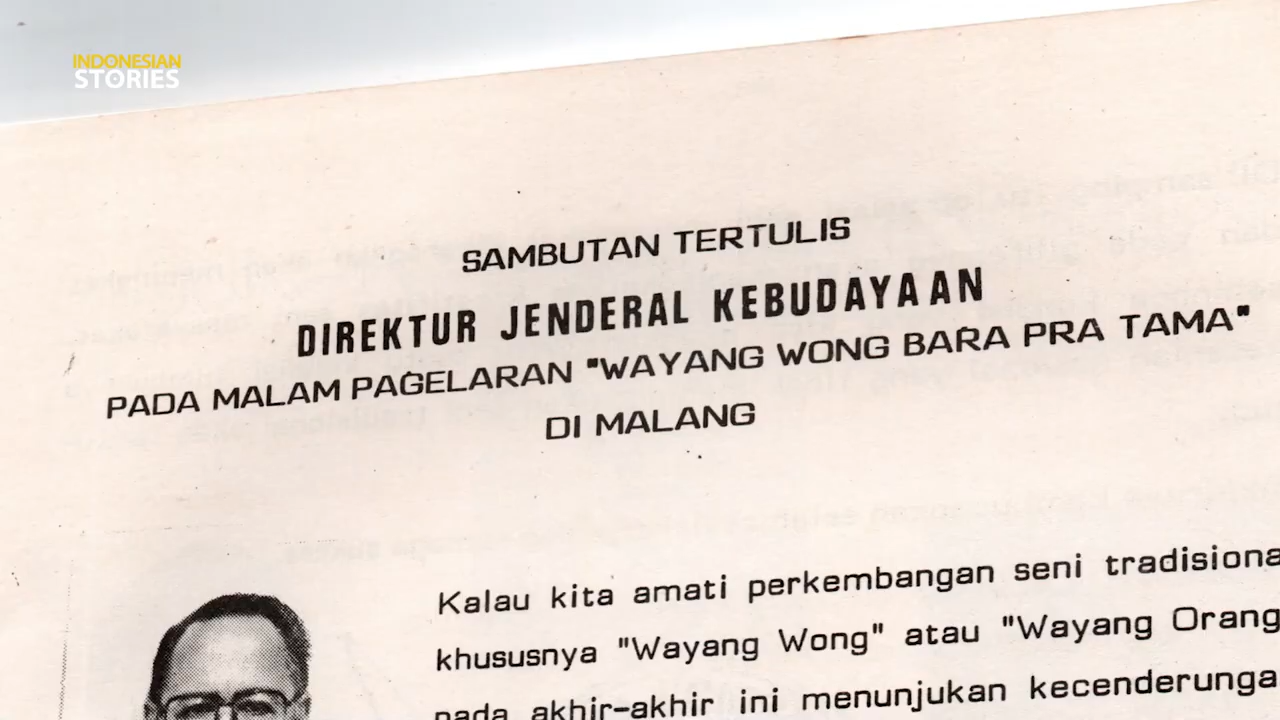 INDONESIAN
STORIES
SAMBUTAN TERTULIS
DIREKTUR JENDERAL KEBUDAYAAN
PADA MALAM PAGELARAN "WAYANG WONG BARA PRA TAMA"
DI MALANG
Kalau kita amati perkembangan seni tradisiona
khususnya "Wayang Wong" atau "Wayang Orang
pada akhir-akhir ini menunjukan kecenderunga